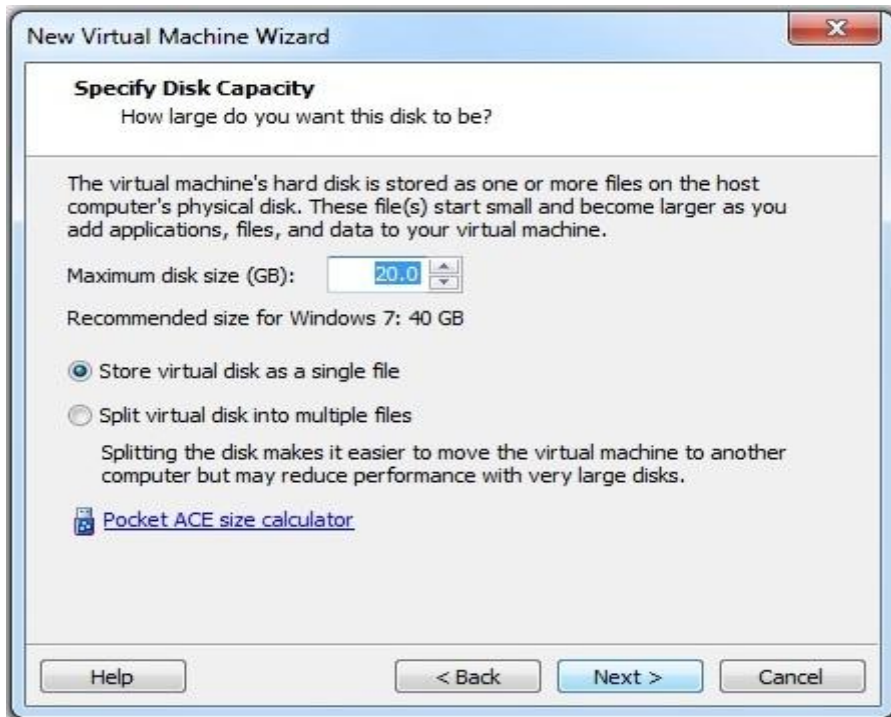 New Virtual Machine Wizard
Specify Disk Capacity
How large do you want this disk to be?
The virtual machine's hard disk is stored as one or more files on the host
computer's physical disk. These file(s) start small and become larger as you
add applications, files, and data to your virtual machine.
Maximum disk size (GB): 20.0
Recommended size for Windows 7: 40 GB
Store virtual disk as a single file
Split virtual disk into multiple files
Splitting the disk makes it easier to move the virtual machine to another
computer but may reduce performance with very large disks.
Pocket ACE size calculator
Help < Back Next > Cancel